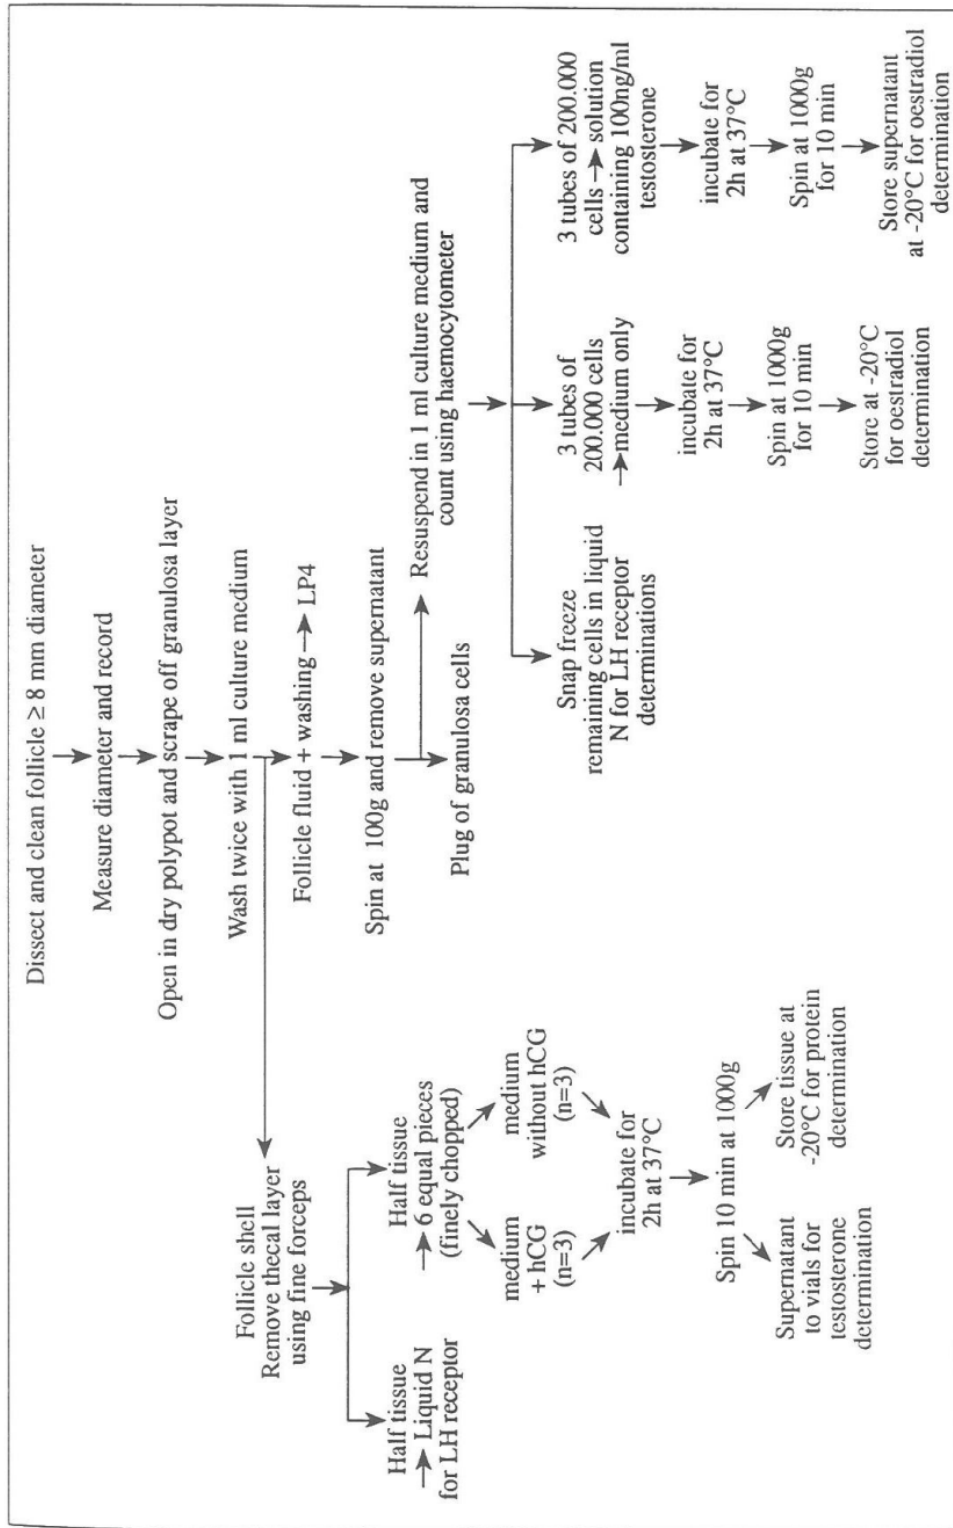 Dissect and clean follicle ≥ 8 mm diameter
Measure diameter and record
Open in dry polypot and scrape off granulosa layer
Wash twice with 1 ml culture medium
Follicle fluid + washing → LP4
Spin at 100g and remove supernatant
Plug of granulosa cells
Resuspend in 1 ml culture medium and
count using haemocytometer
Follicle shell
Remove thecal layer
using fine forceps
Half tissue
→ Liquid N
for LH receptor
Half tissue
→ 6 equal pieces
(finely chopped)
medium
+ hCG
(n=3)
medium
without hCG
(n=3)
incubate for
2h at 37°C
Spin 10 min at 1000g
Supernatant
to vials for
testosterone
determination
Store tissue at
-20°C for protein
determination
Snap freeze
remaining cells in liquid
N for LH receptor
determinations
3 tubes of
200.000 cells
→ medium only
incubate for
2h at 37°C
Spin at 1000g
for 10 min
Store at -20°C
for oestradiol
determination
3 tubes of 200.000
cells → solution
containing 100ng/ml
testosterone
incubate for
2h at 37°C
Spin at 1000g
for 10 min
Store supernatant
at -20°C for oestradiol
determination